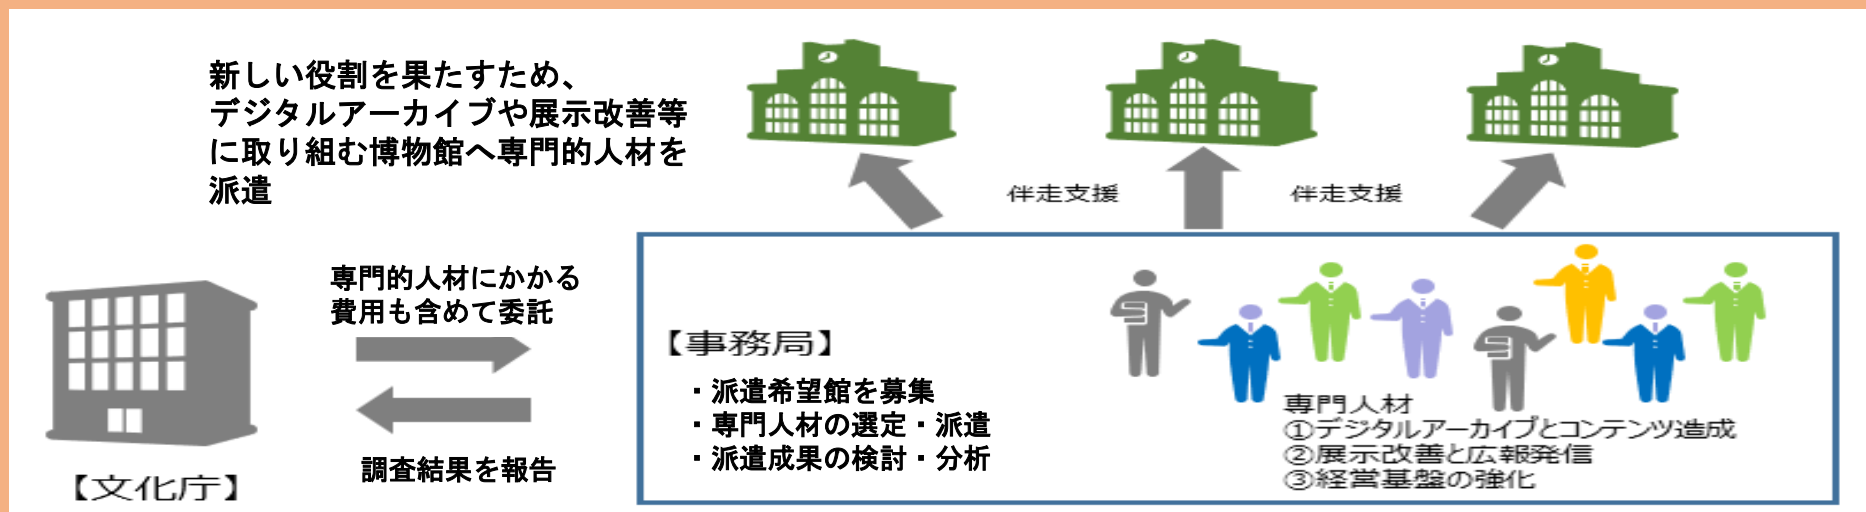 新しい役割を果たすため、
デジタルアーカイブや展示改善等
に取り組む博物館へ専門的人材を
派遣
伴走支援
伴走支援
専門的人材にかかる
費用も含めて委託
調査結果を報告
【文化庁】
【事務局】
・派遣希望館を募集
・専門人材の選定・派遣
・派遣成果の検討・分析
専門人材
①デジタルアーカイブとコンテンツ造成
②展示改善と広報発信
③経営基盤の強化